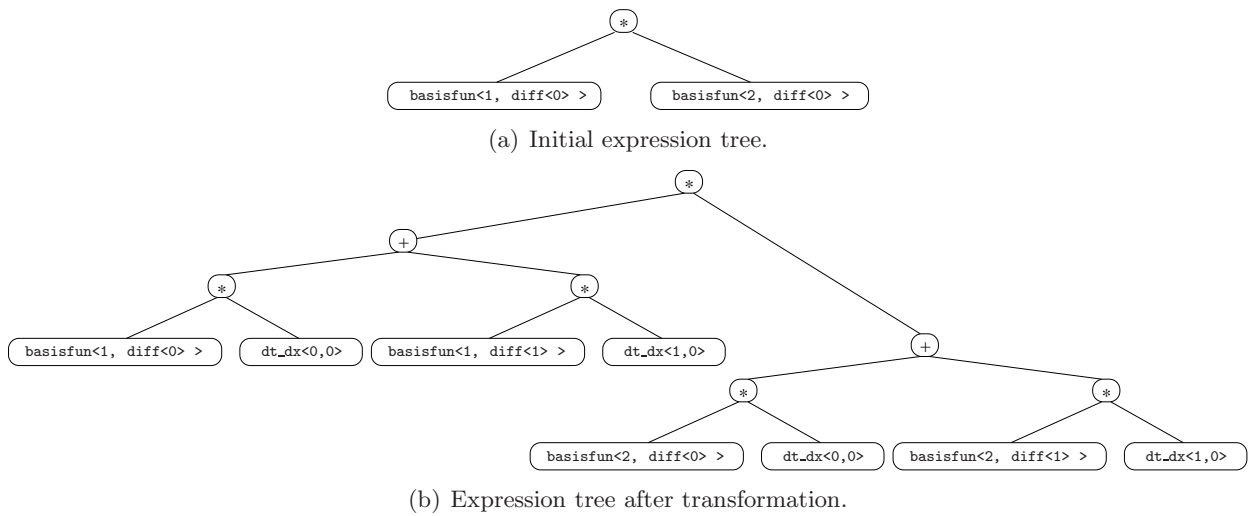 *
basisfun<1, diff<0> > basisfun<2, diff<0> >
(a) Initial expression tree.
*
+
* *
basisfun<1, diff<0> > dt_dx<0,0> basisfun<1, diff<1> > dt_dx<1,0>
+
* *
basisfun<2, diff<0> > dt_dx<0,0> basisfun<2, diff<1> > dt_dx<1,0>
(b) Expression tree after transformation.